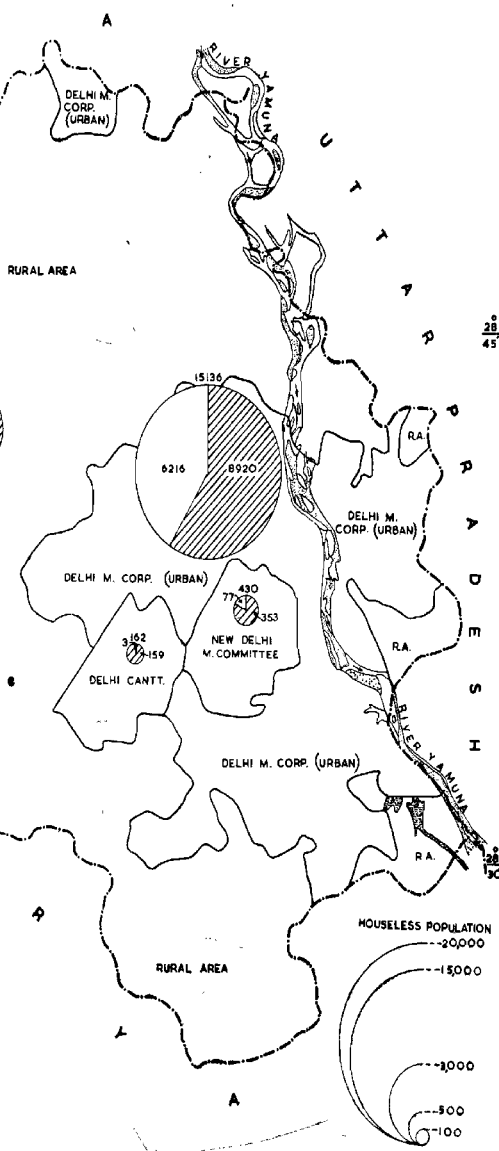 A
RIVER YAMUNA
DELHI M.
CORP.
(URBAN)
UTTAR PRADESH
RURAL AREA
28°
45'
15136
6216
8920
R.A.
DELHI M.
CORP. (URBAN)
DELHI M. CORP. (URBAN)
430
77
353
NEW DELHI
M. COMMITTEE
162
3
159
DELHI CANTT.
R.A.
RIVER YAMUNA
DELHI M. CORP. (URBAN)
R.A.
28°
30
HOUSELESS POPULATION
20,000
15,000
RURAL AREA
R
Y
A
500
100